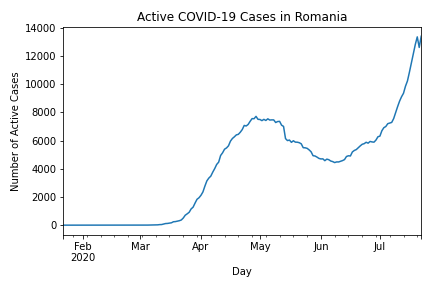 Active COVID-19 Cases in Romania
14000
12000
10000
8000
6000
4000
2000
0
Number of Active Cases
Feb
2020
Mar
Apr
May
Jun
Jul
Day